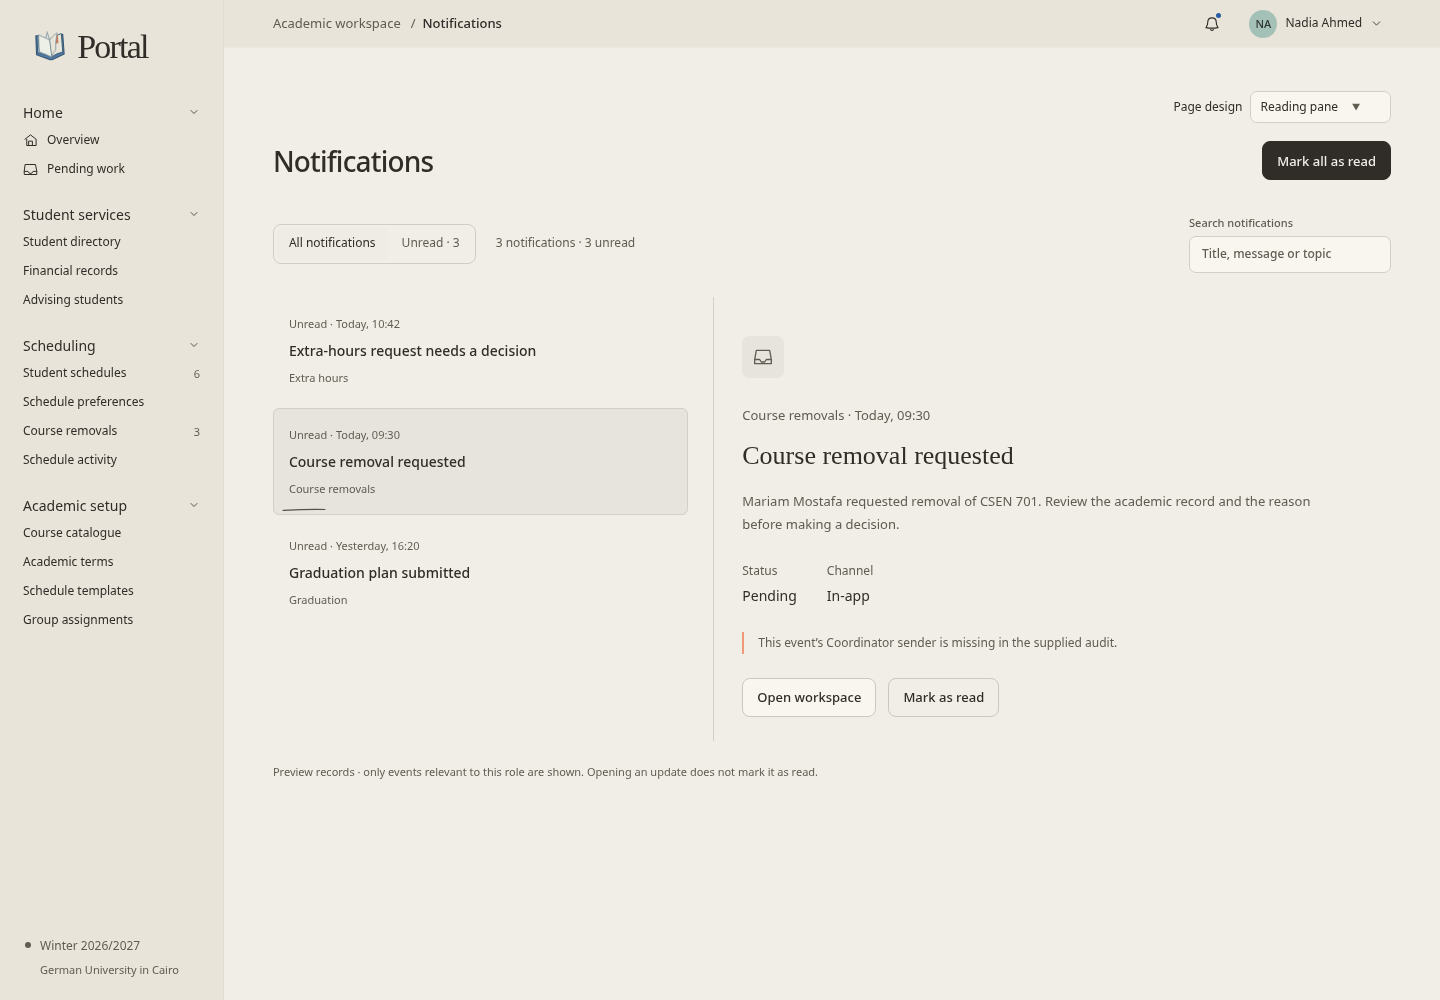 Portal
Home
Overview
Pending work
Student services
Student directory
Financial records
Advising students
Scheduling
Student schedules 6
Schedule preferences
Course removals 3
Schedule activity
Academic setup
Course catalogue
Academic terms
Schedule templates
Group assignments
Winter 2026/2027
German University in Cairo
Academic workspace / Notifications
NA Nadia Ahmed
Page design Reading pane
Notifications
Mark all as read
All notifications Unread · 3 3 notifications · 3 unread
Search notifications
Title, message or topic
Unread · Today, 10:42
Extra-hours request needs a decision
Extra hours
Unread · Today, 09:30
Course removal requested
Course removals
Unread · Yesterday, 16:20
Graduation plan submitted
Graduation
Course removals · Today, 09:30
Course removal requested
Mariam Mostafa requested removal of CSEN 701. Review the academic record and the reason
before making a decision.
Status Channel
Pending In-app
This event’s Coordinator sender is missing in the supplied audit.
Open workspace Mark as read
Preview records · only events relevant to this role are shown. Opening an update does not mark it as read.